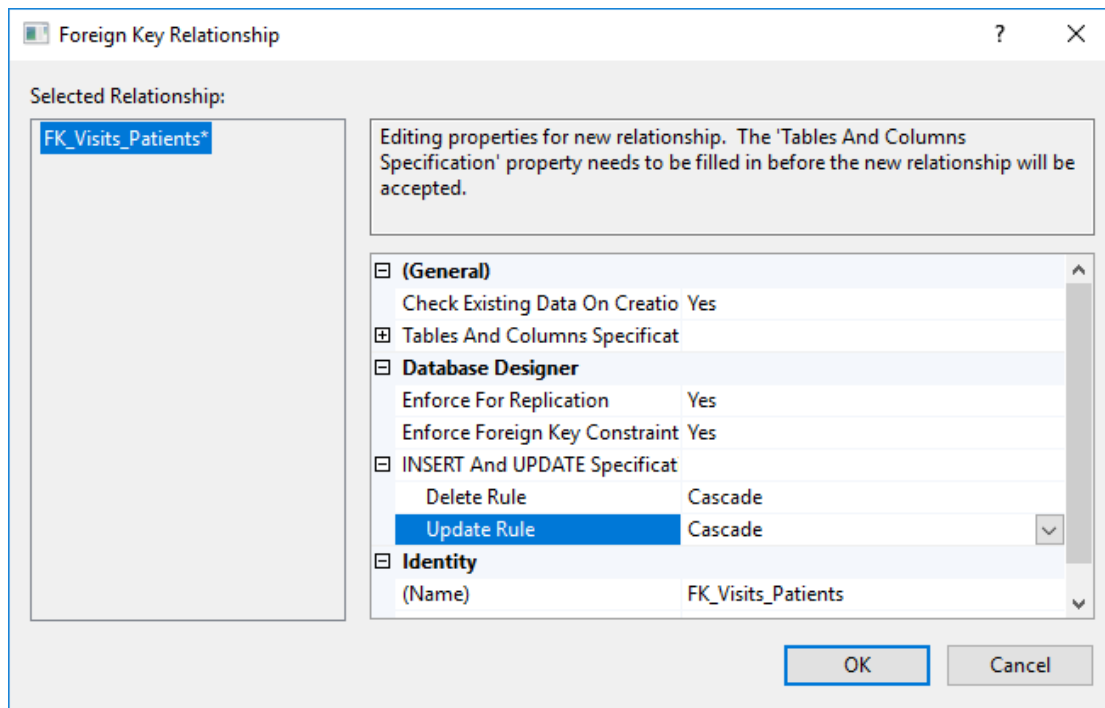 Foreign Key Relationship
?
Selected Relationship:
FK_Visits_Patients*
Editing properties for new relationship. The 'Tables And Columns
Specification' property needs to be filled in before the new relationship will be
accepted.
(General)
Check Existing Data On Creatio Yes
Tables And Columns Specificat
Database Designer
Enforce For Replication Yes
Enforce Foreign Key Constraint Yes
INSERT And UPDATE Specificat
Delete Rule Cascade
Update Rule Cascade
Identity
(Name) FK_Visits_Patients
OK Cancel